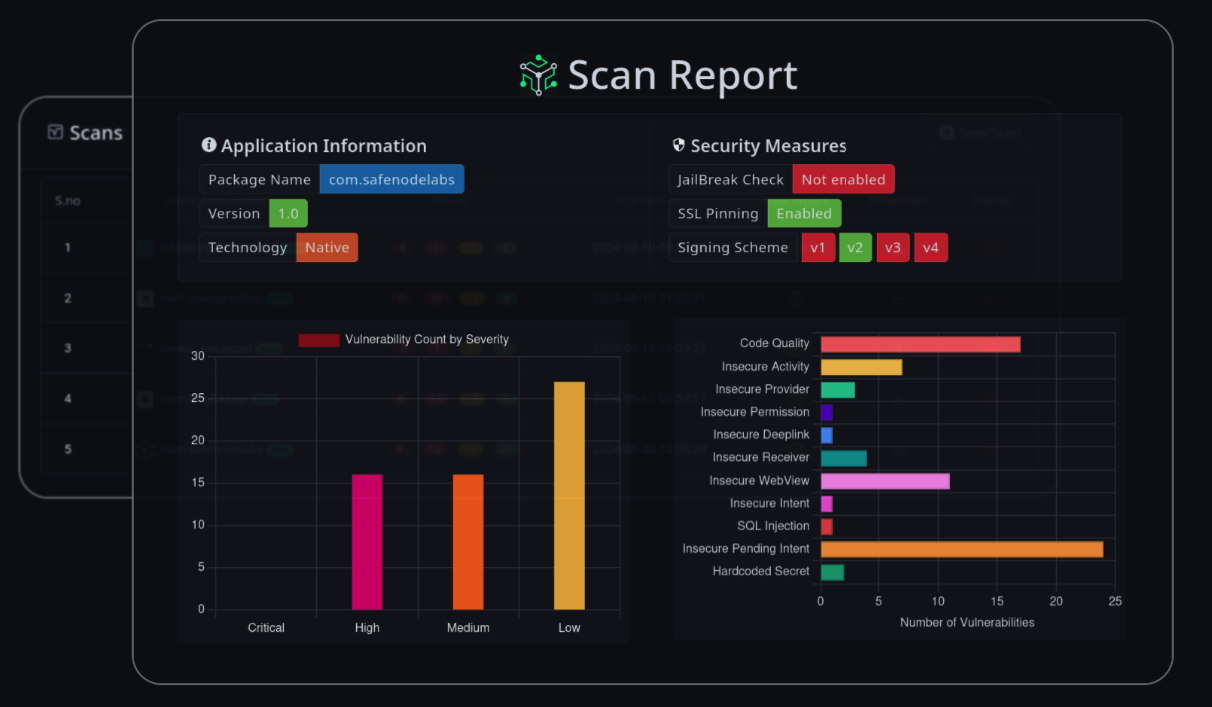 Scan Report
Scans
New Scan
S.no
1
2
3
4
5
Application Information
Package Name com.safenodelabs
Version 1.0
Technology Native
Security Measures
JailBreak Check Not enabled
SSL Pinning Enabled
Signing Scheme v1 v2 v3 v4
Vulnerability Count by Severity
30
25
20
15
10
5
0
Critical High Medium Low
Code Quality
Insecure Activity
Insecure Provider
Insecure Permission
Insecure Deeplink
Insecure Receiver
Insecure WebView
Insecure Intent
SQL Injection
Insecure Pending Intent
Hardcoded Secret
0 5 10 15 20 25
Number of Vulnerabilities